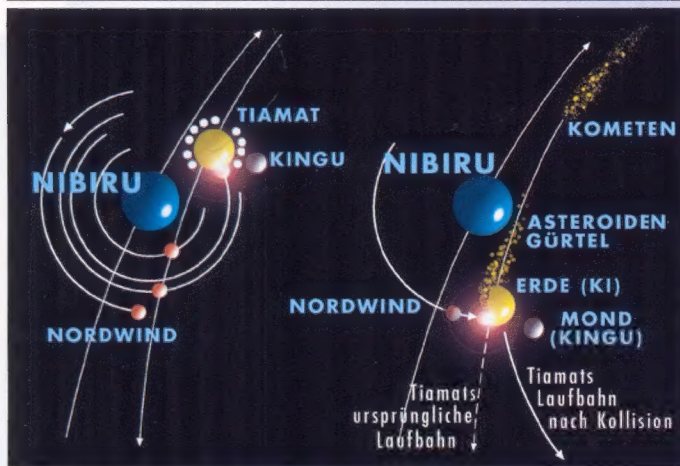 TIAMAT
KINGU
NIBIRU
NORDWIND
KOMETEN
NIBIRU
ASTEROIDEN
GÜRTEL
ERDE (KI)
NORDWIND
MOND
(KINGU)
Tiamats
ursprüngliche
Laufbahn
Tiamats
Laufbahn
nach Kollision